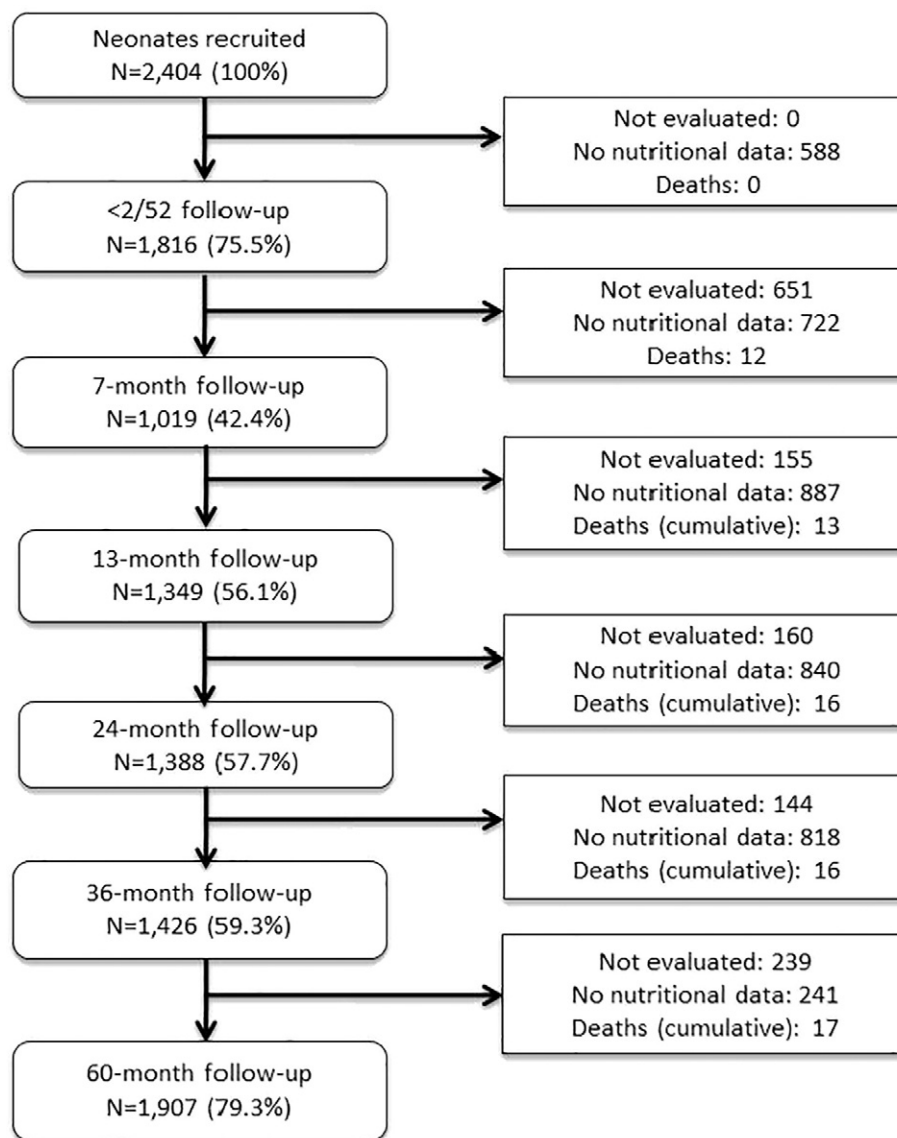 Neonates recruited
N=2,404 (100%)
Not evaluated: 0
No nutritional data: 588
Deaths: 0
<2/52 follow-up
N=1,816 (75.5%)
Not evaluated: 651
No nutritional data: 722
Deaths: 12
7-month follow-up
N=1,019 (42.4%)
Not evaluated: 155
No nutritional data: 887
Deaths (cumulative): 13
13-month follow-up
N=1,349 (56.1%)
Not evaluated: 160
No nutritional data: 840
Deaths (cumulative): 16
24-month follow-up
N=1,388 (57.7%)
Not evaluated: 144
No nutritional data: 818
Deaths (cumulative): 16
36-month follow-up
N=1,426 (59.3%)
Not evaluated: 239
No nutritional data: 241
Deaths (cumulative): 17
60-month follow-up
N=1,907 (79.3%)